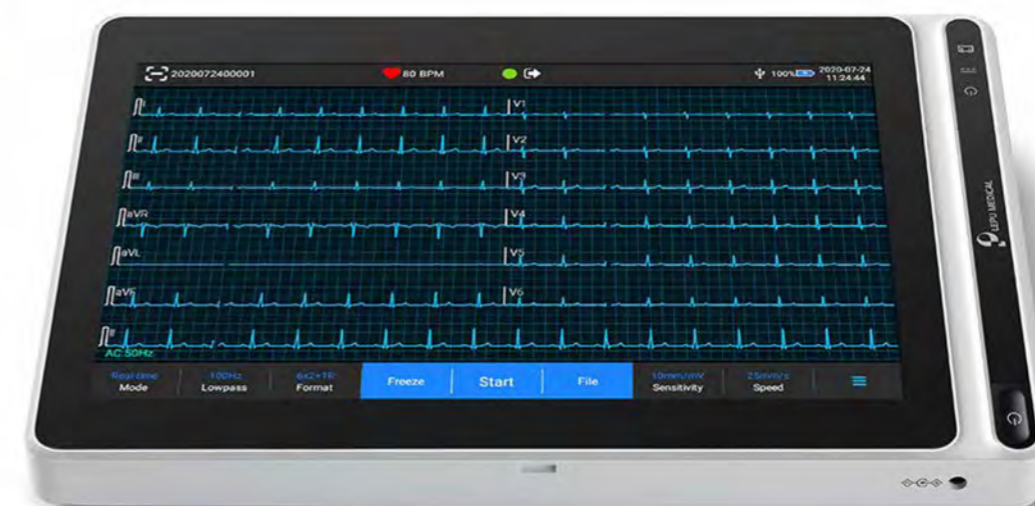 2020072400001 80 BPM 100% 2020-07-24
11:24:44
I V1
II V2
III V3
aVR V4
aVL V5
aVF V6
II
AC:50Hz
Real-time 100Hz 6x2+1R 10mm/mV 25mm/s
Mode Lowpass Format Freeze Start File Sensitivity Speed
LEPU MEDICAL